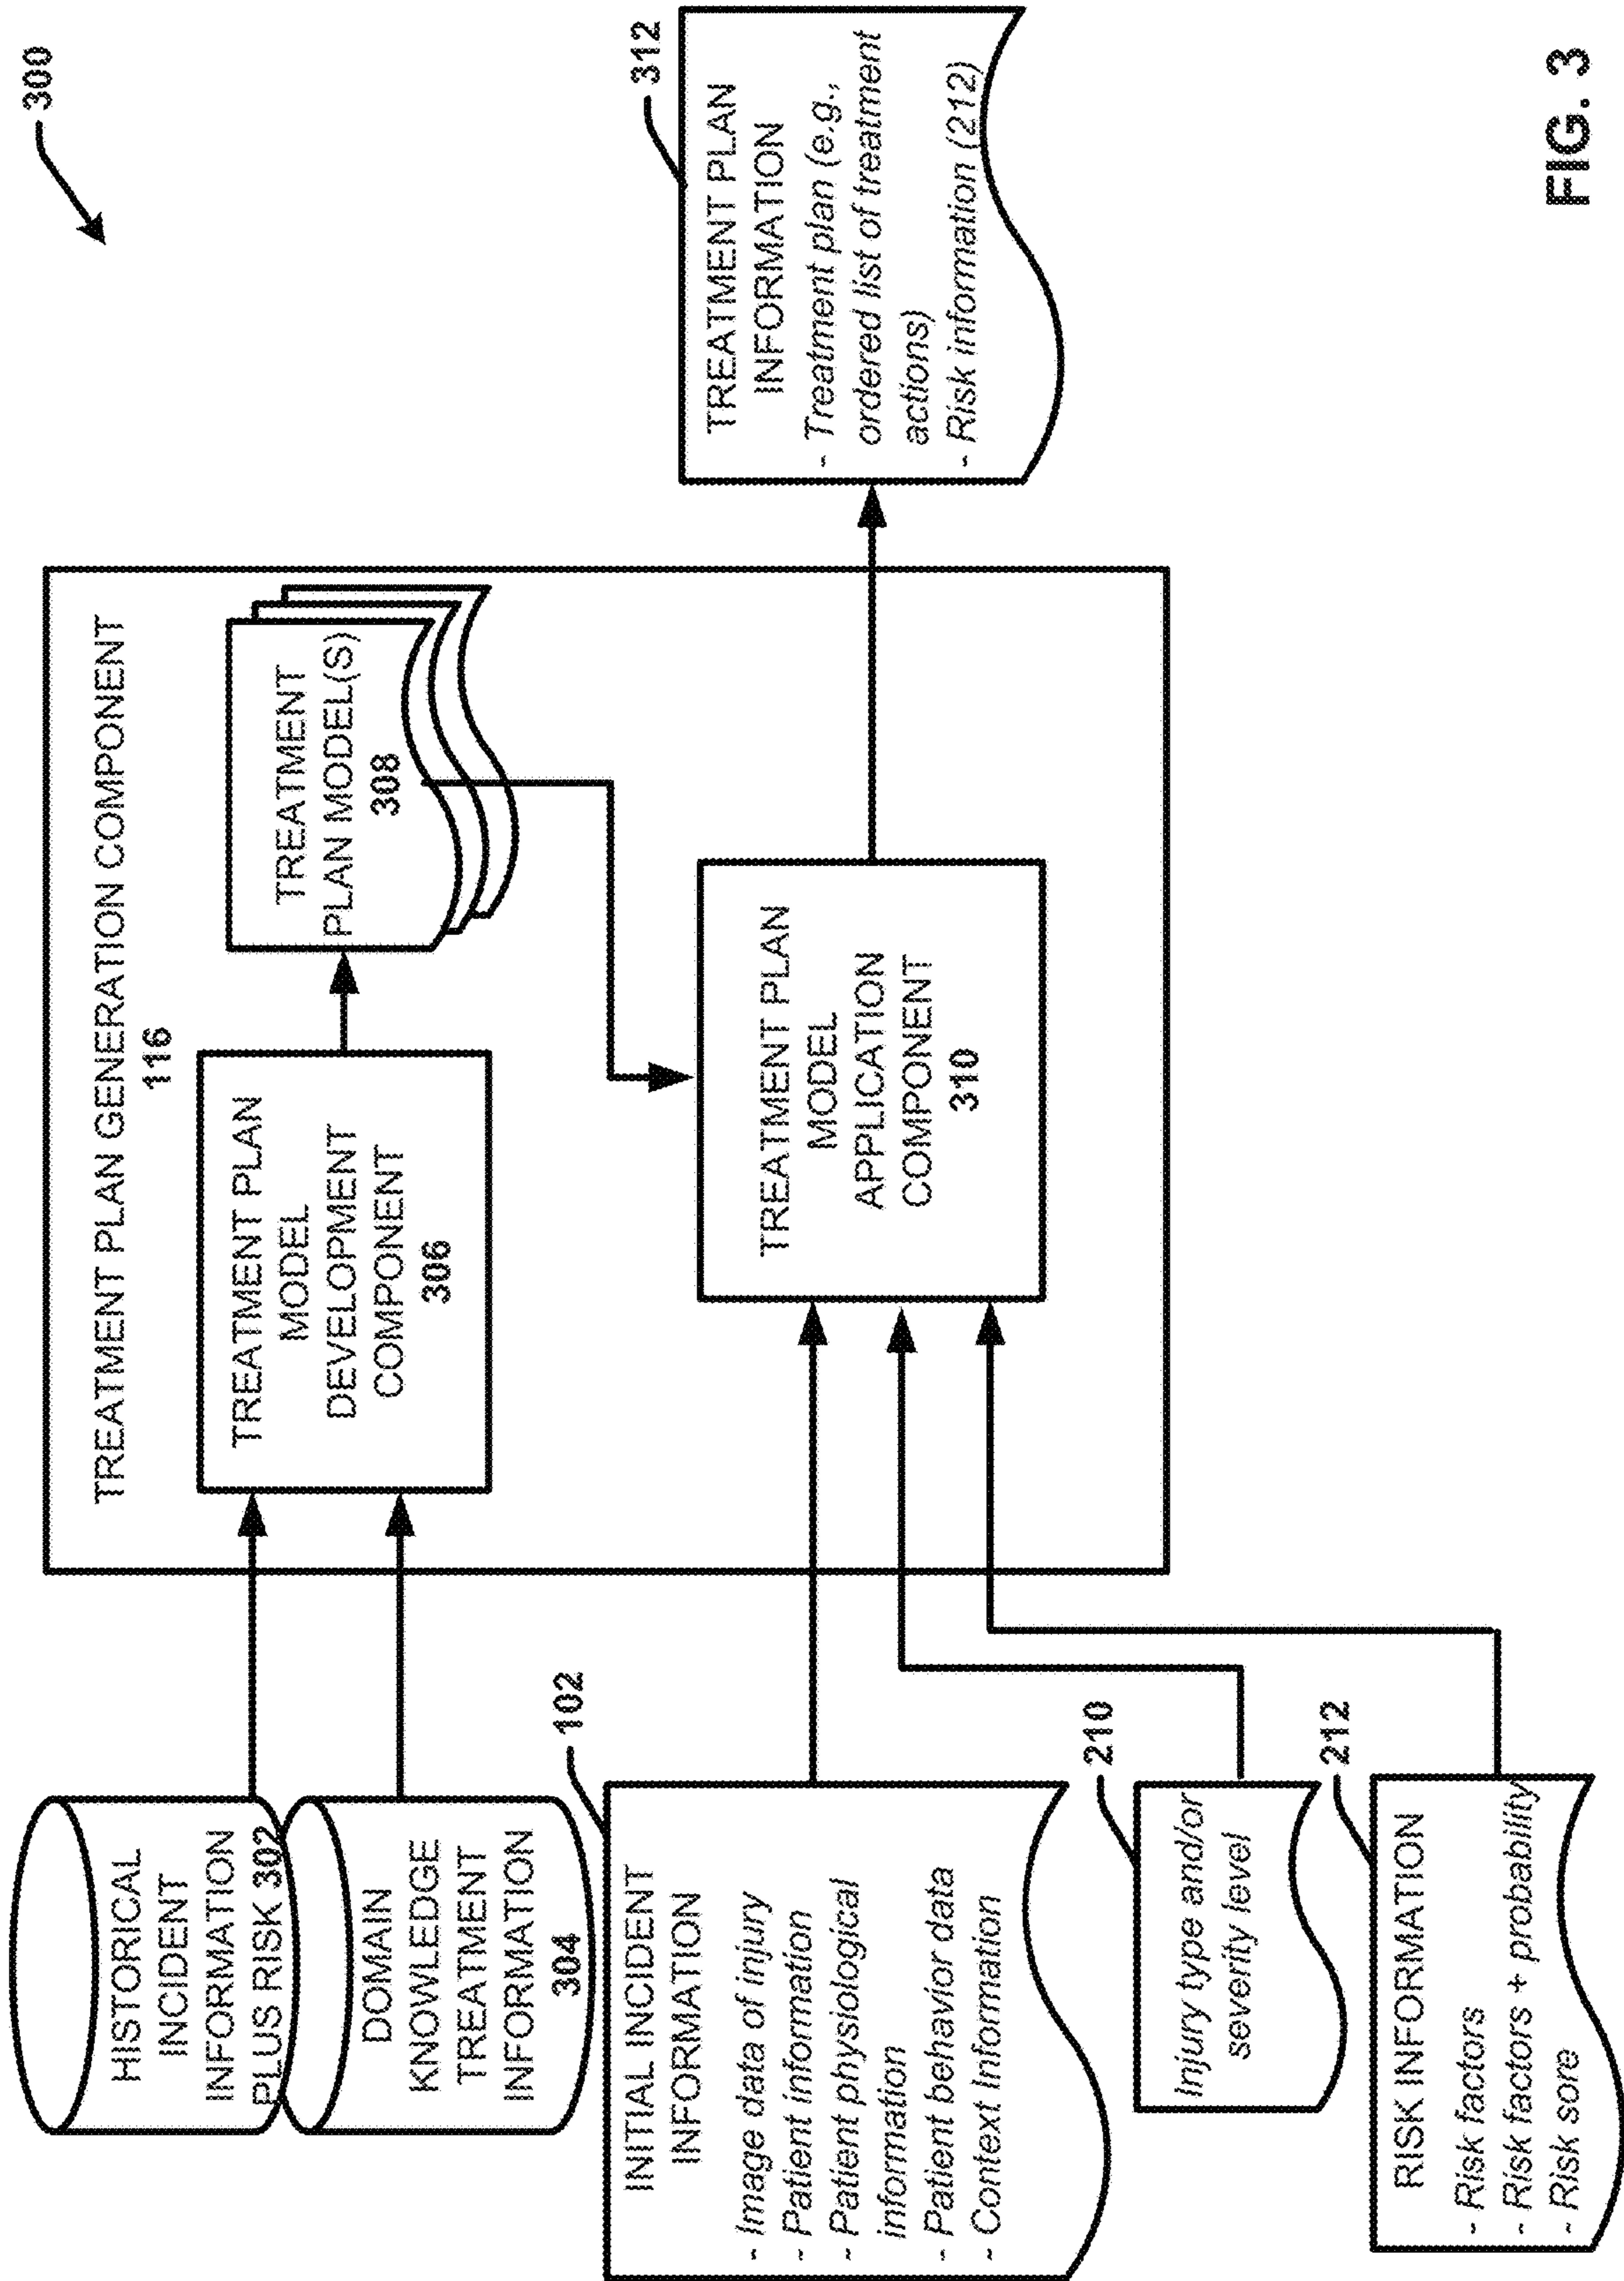 300
TREATMENT PLAN GENERATION COMPONENT
116
HISTORICAL
INCIDENT
INFORMATION
PLUS RISK 302
DOMAIN
KNOWLEDGE
TREATMENT
INFORMATION
304
TREATMENT PLAN
MODEL
DEVELOPMENT
COMPONENT
306
TREATMENT
PLAN MODEL(S)
308
102
INITIAL INCIDENT
INFORMATION
- Image data of injury
- Patient information
- Patient physiological
information
- Patient behavior data
- Context Information
TREATMENT PLAN
MODEL
APPLICATION
COMPONENT
310
312
TREATMENT PLAN
INFORMATION
- Treatment plan (e.g.,
ordered list of treatment
actions)
- Risk information (212)
210
Injury type and/or
severity level
212
RISK INFORMATION
- Risk factors
- Risk factors + probability
- Risk sore
FIG. 3